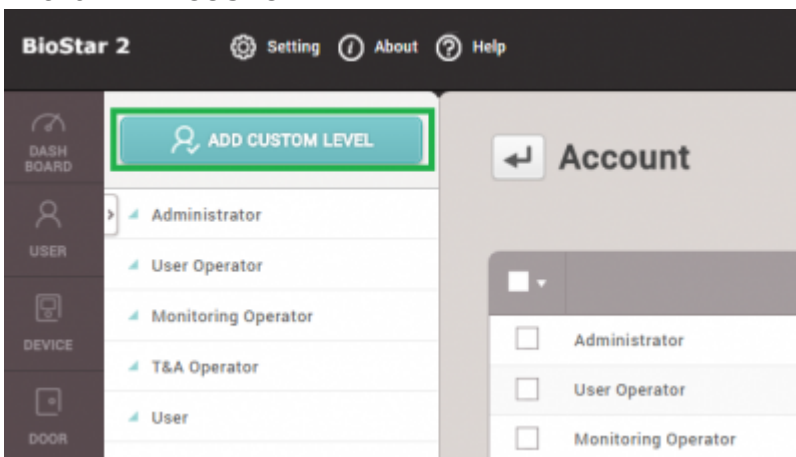 BioStar 2
Setting
About
Help
DASH
BOARD
USER
DEVICE
DOOR
ADD CUSTOM LEVEL
Administrator
User Operator
Monitoring Operator
T&A Operator
User
Account
Administrator
User Operator
Monitoring Operator